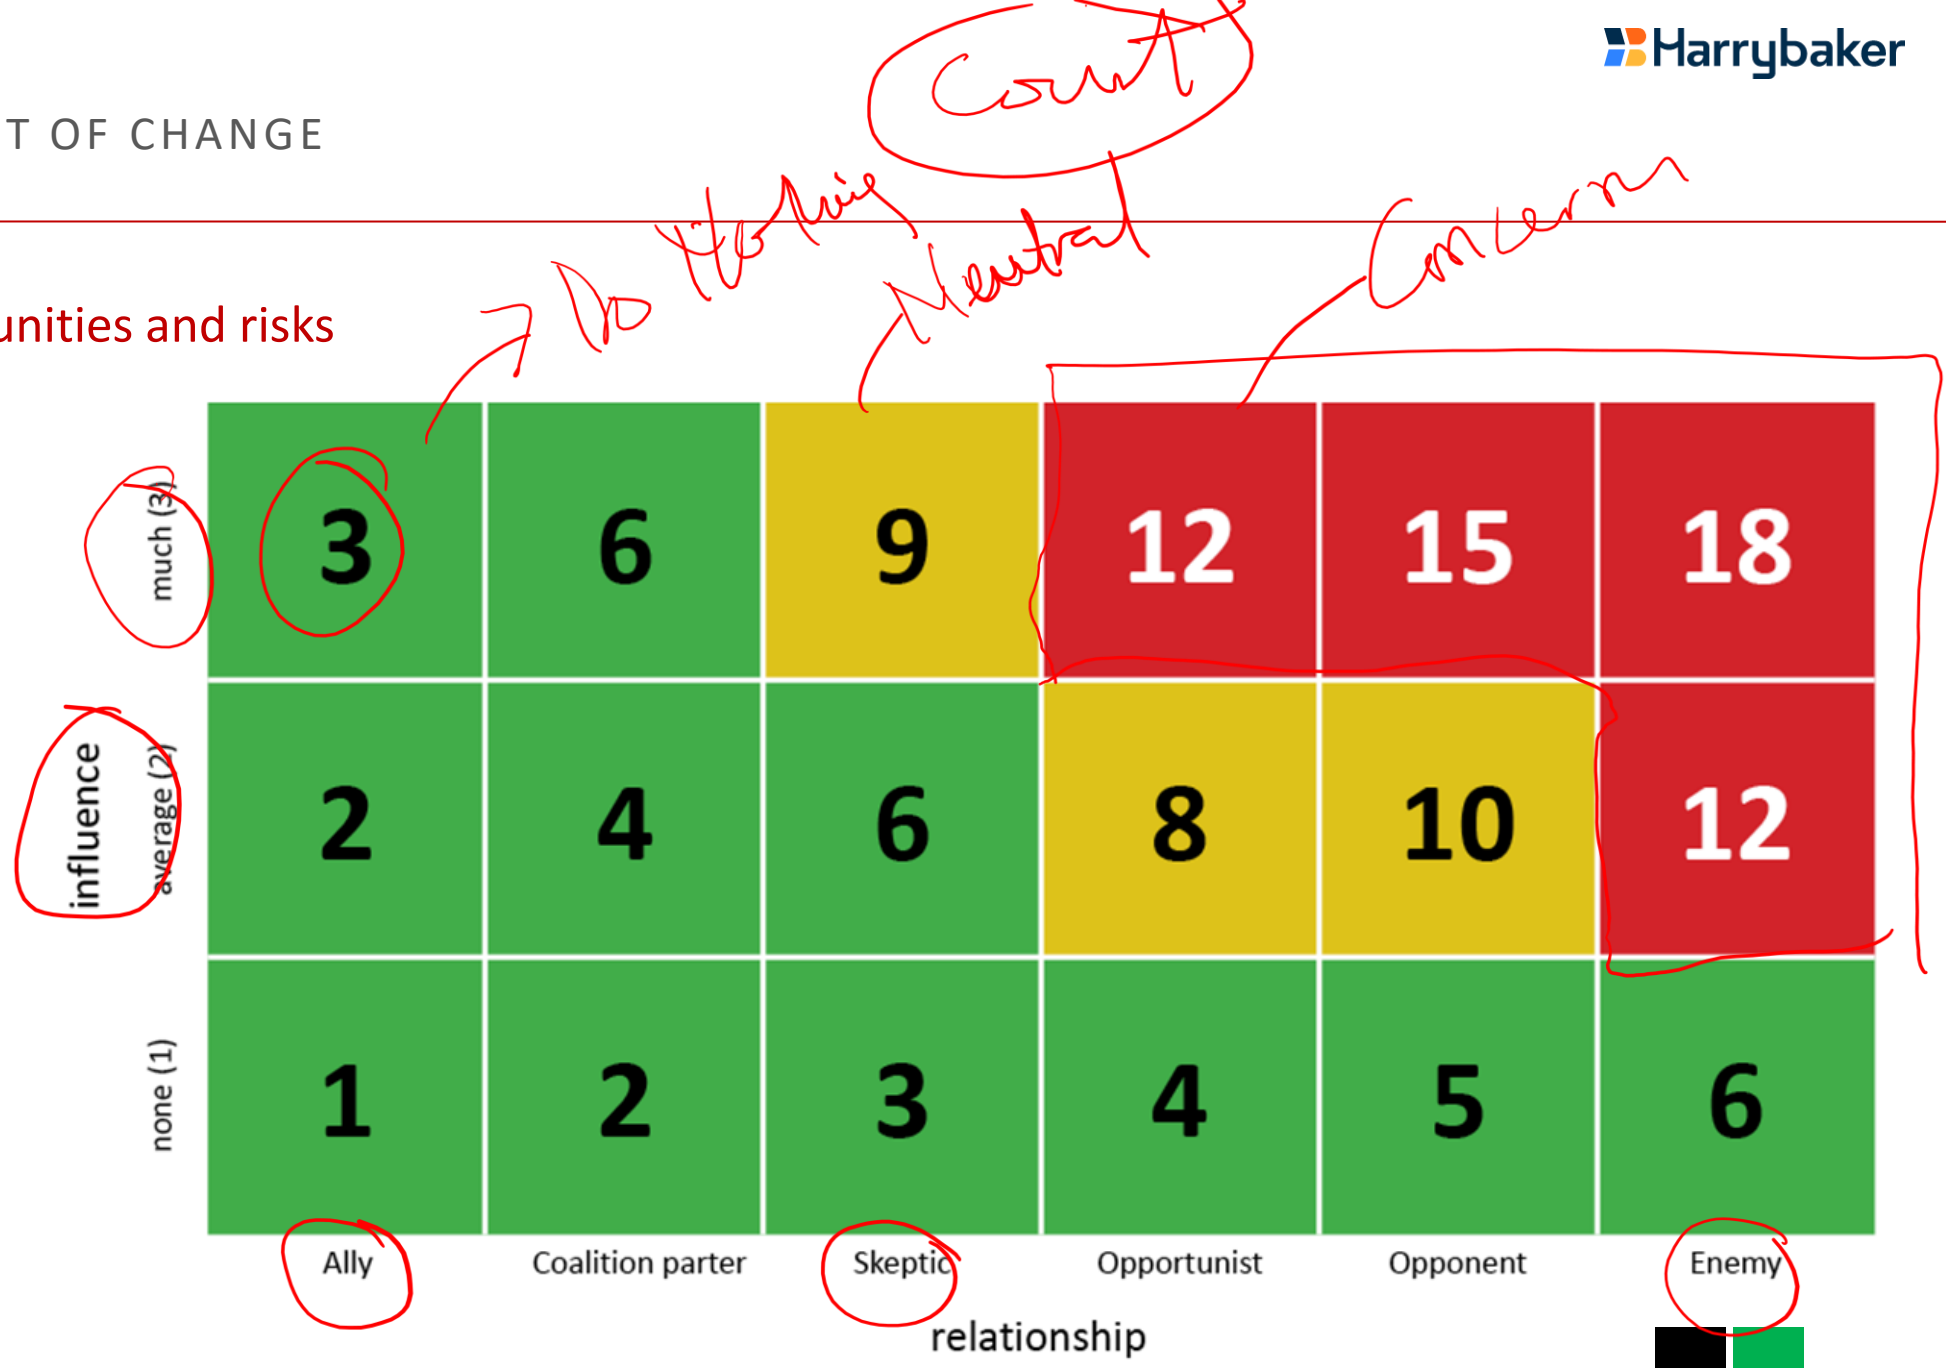 Count
Harrybaker
T OF CHANGE
Do Nothing
Neutral
Concern
unities and risks
much (3)
3 6 9 12 15 18
influence
average (2)
2 4 6 8 10 12
none (1)
1 2 3 4 5 6
Ally Coalition parter Skeptic Opportunist Opponent Enemy
relationship